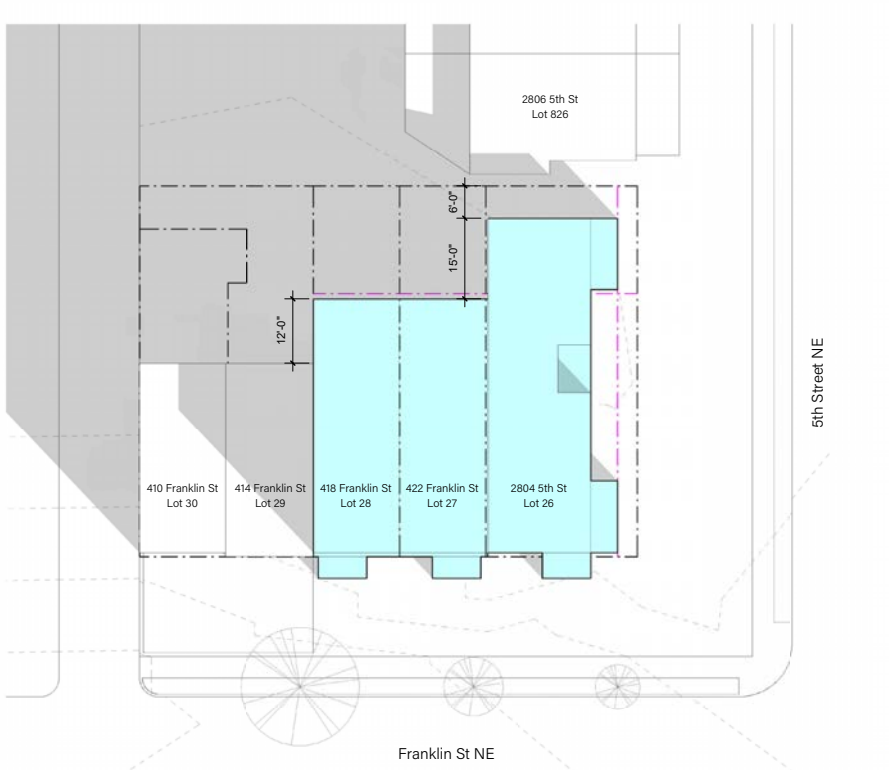 2806 5th St
Lot 826
6'-0"
15'-0"
12'-0"
5th Street NE
410 Franklin St
Lot 30
414 Franklin St
Lot 29
418 Franklin St
Lot 28
422 Franklin St
Lot 27
2804 5th St
Lot 26
Franklin St NE